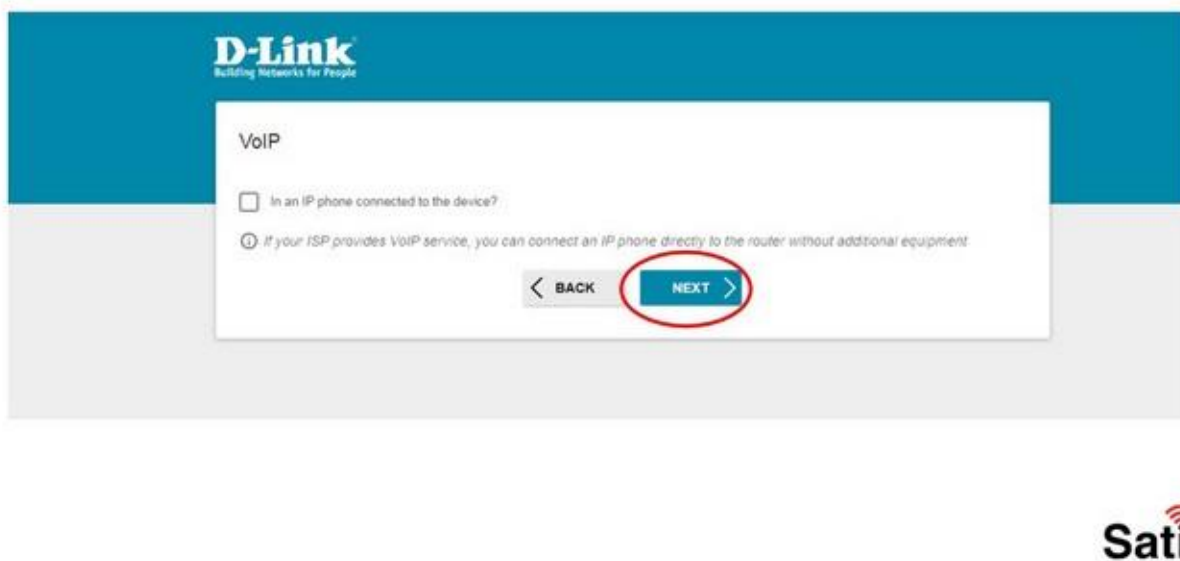 D-Link
Building Networks for People
VoIP
In an IP phone connected to the device?
If your ISP provides VoIP service, you can connect an IP phone directly to the router without additional equipment
BACK
NEXT
Sati